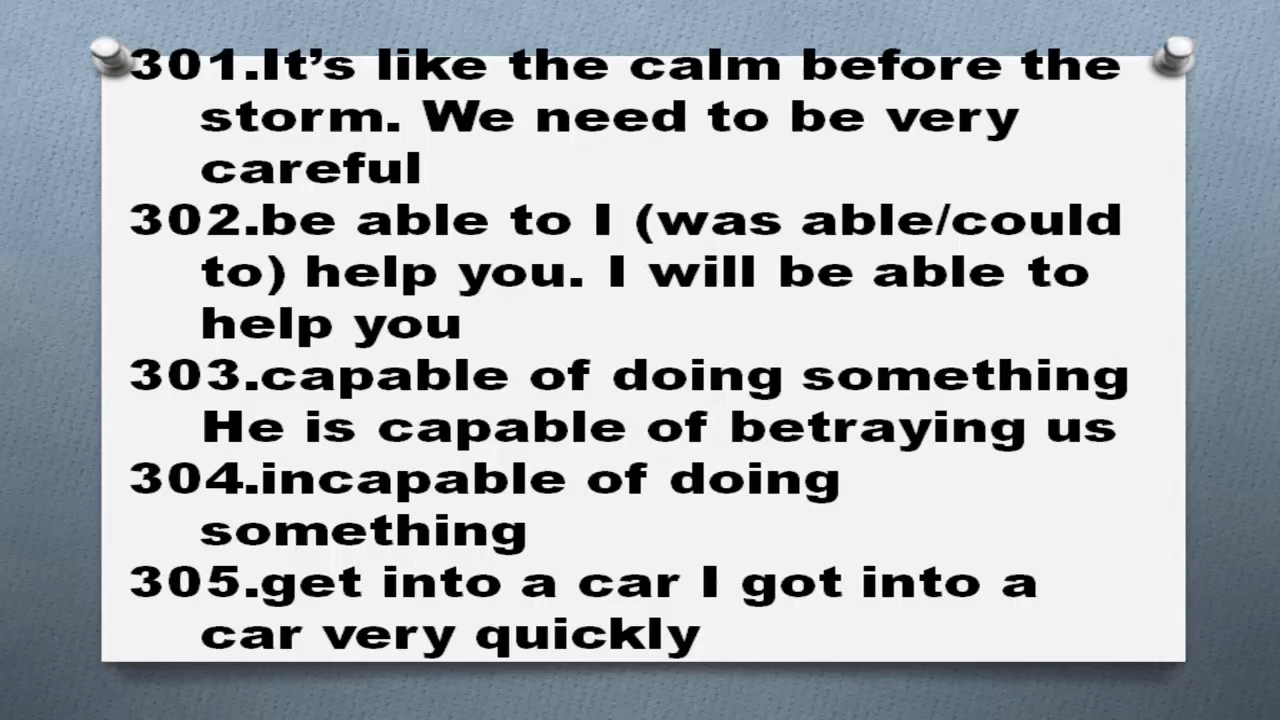 301.It’s like the calm before the
storm. We need to be very
careful
302.be able to I (was able/could
to) help you. I will be able to
help you
303.capable of doing something
He is capable of betraying us
304.incapable of doing
something
305.get into a car I got into a
car very quickly